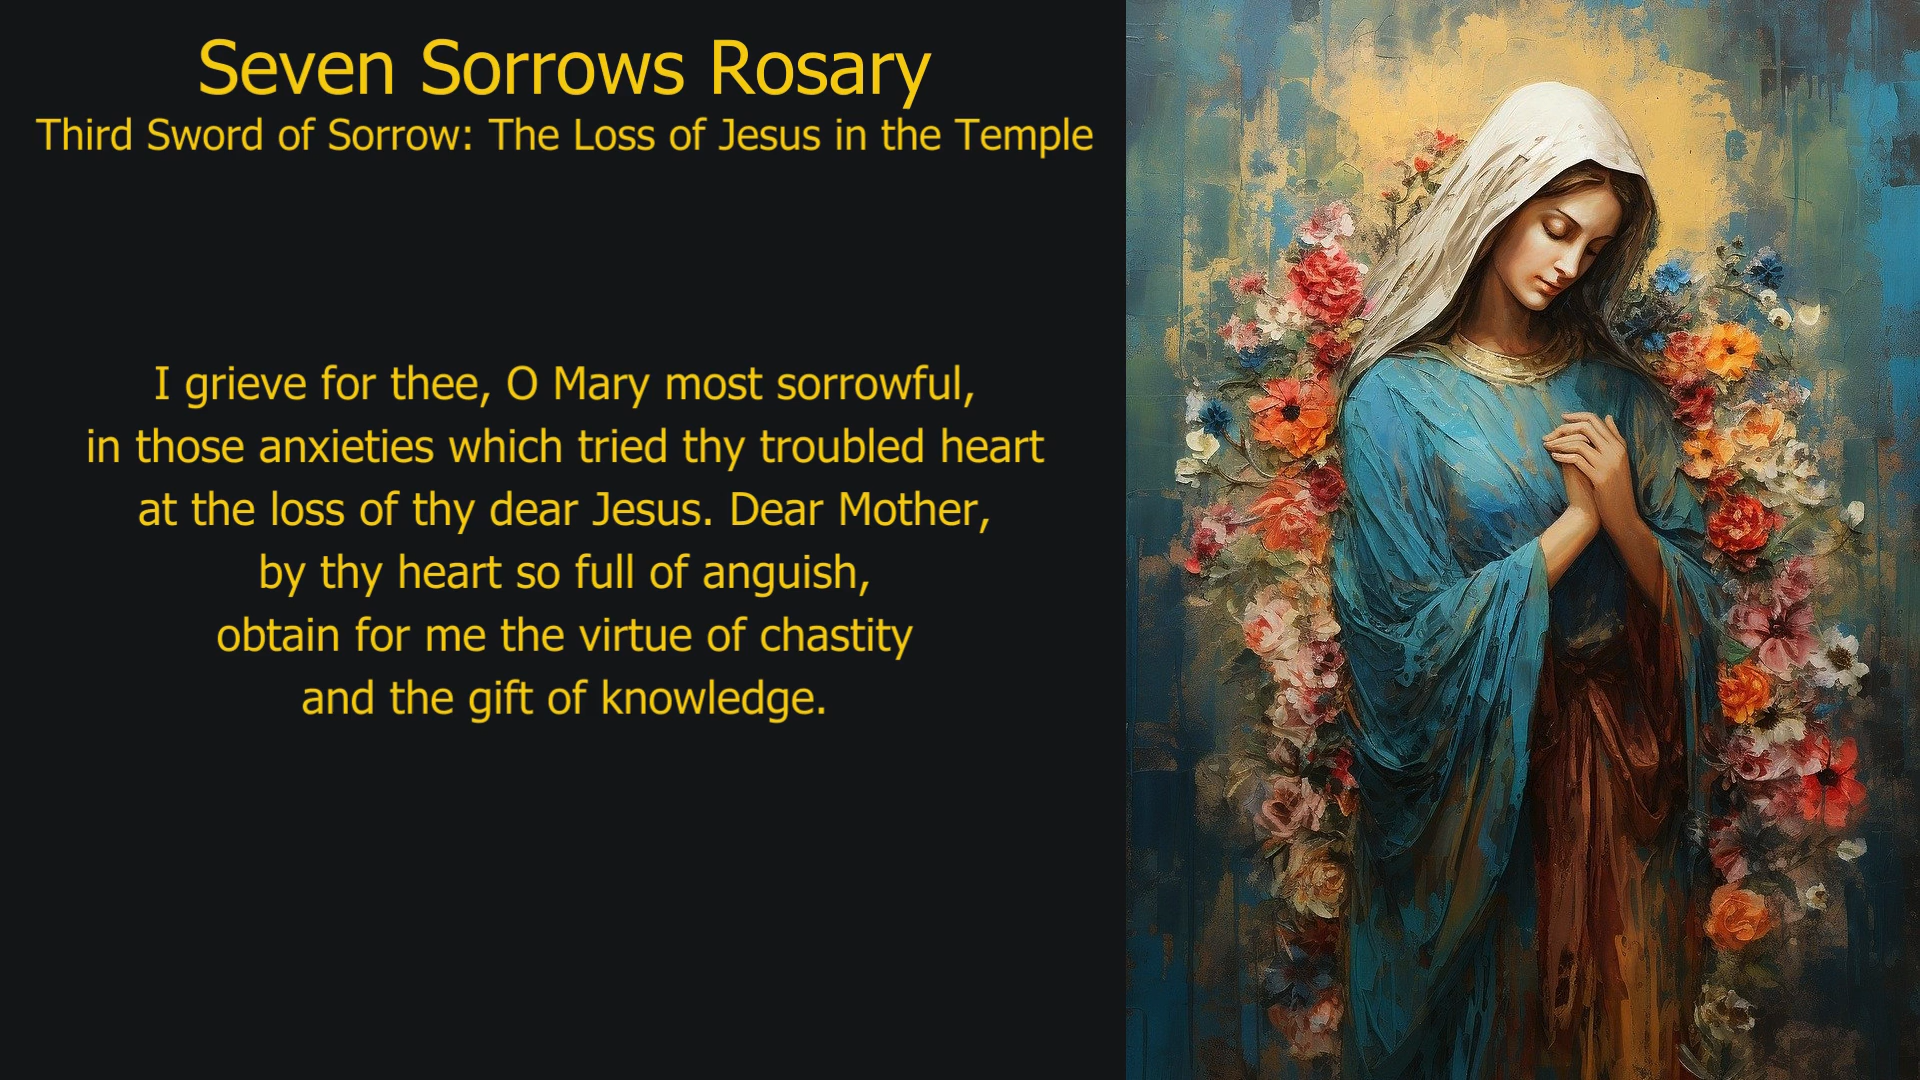 Seven Sorrows Rosary
Third Sword of Sorrow: The Loss of Jesus in the Temple
I grieve for thee, O Mary most sorrowful,
in those anxieties which tried thy troubled heart
at the loss of thy dear Jesus. Dear Mother,
by thy heart so full of anguish,
obtain for me the virtue of chastity
and the gift of knowledge.